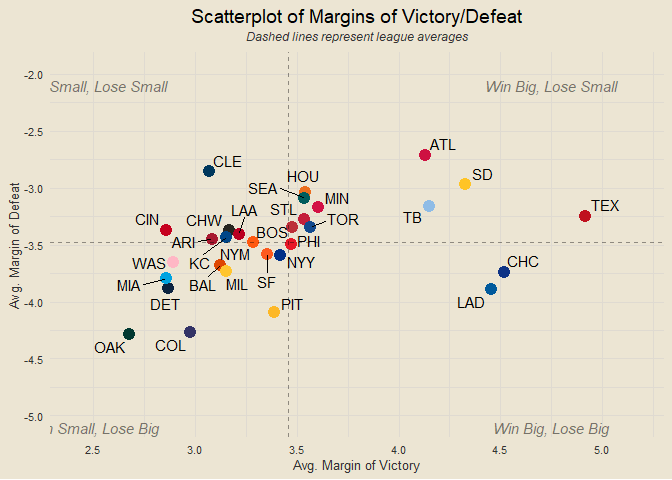 Scatterplot of Margins of Victory/Defeat
Dashed lines represent league averages
-2.0
Small, Lose Small
Win Big, Lose Small
-2.5
ATL
CLE
SD
HOU
-3.0
SEA
MIN
TEX
LAA
STL
CIN
CHW
TOR
TB
BOS
ARI
PHI
-3.5
NYM
WAS
KC
NYY
CHC
MIA
BAL
MIL
SF
DET
PIT
LAD
-4.0
OAK
COL
-4.5
-5.0
Small, Lose Big
Win Big, Lose Big
2.5
3.0
3.5
4.0
4.5
5.0
Avg. Margin of Victory
Avg. Margin of Defeat